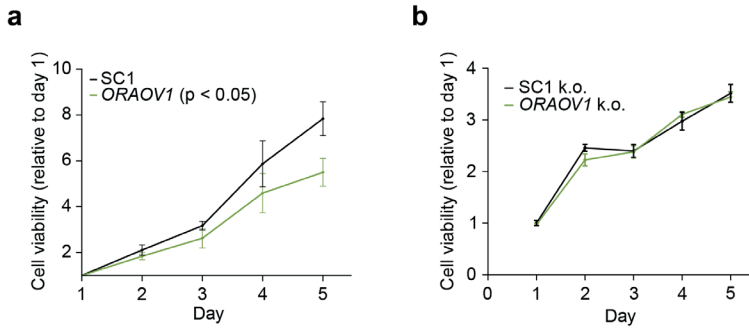 a
Cell viability (relative to day 1)
10
8
6
4
2
SC1
ORAOV1 (p < 0.05)
1 2 3 4 5
Day
b
Cell viability (relative to day 1)
4
3
2
1
0
SC1 k.o.
ORAOV1 k.o.
0 1 2 3 4 5
Day